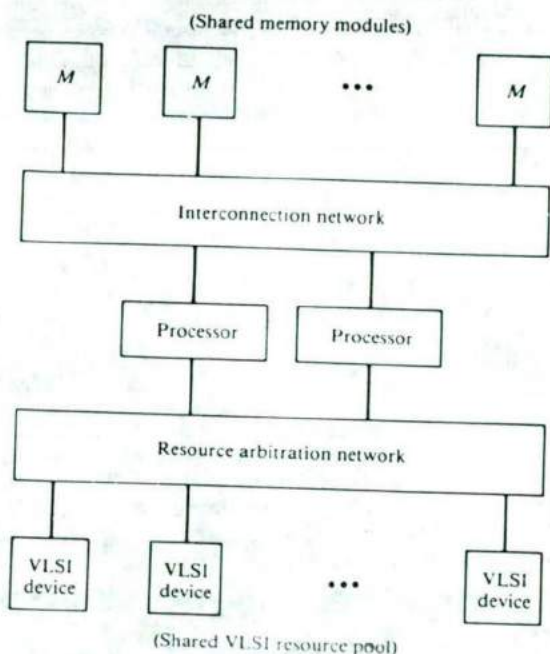 (Shared memory modules)
M M ••• M
Interconnection network
Processor Processor
Resource arbitration network
VLSI device VLSI device ••• VLSI device
(Shared VLSI resource pool)